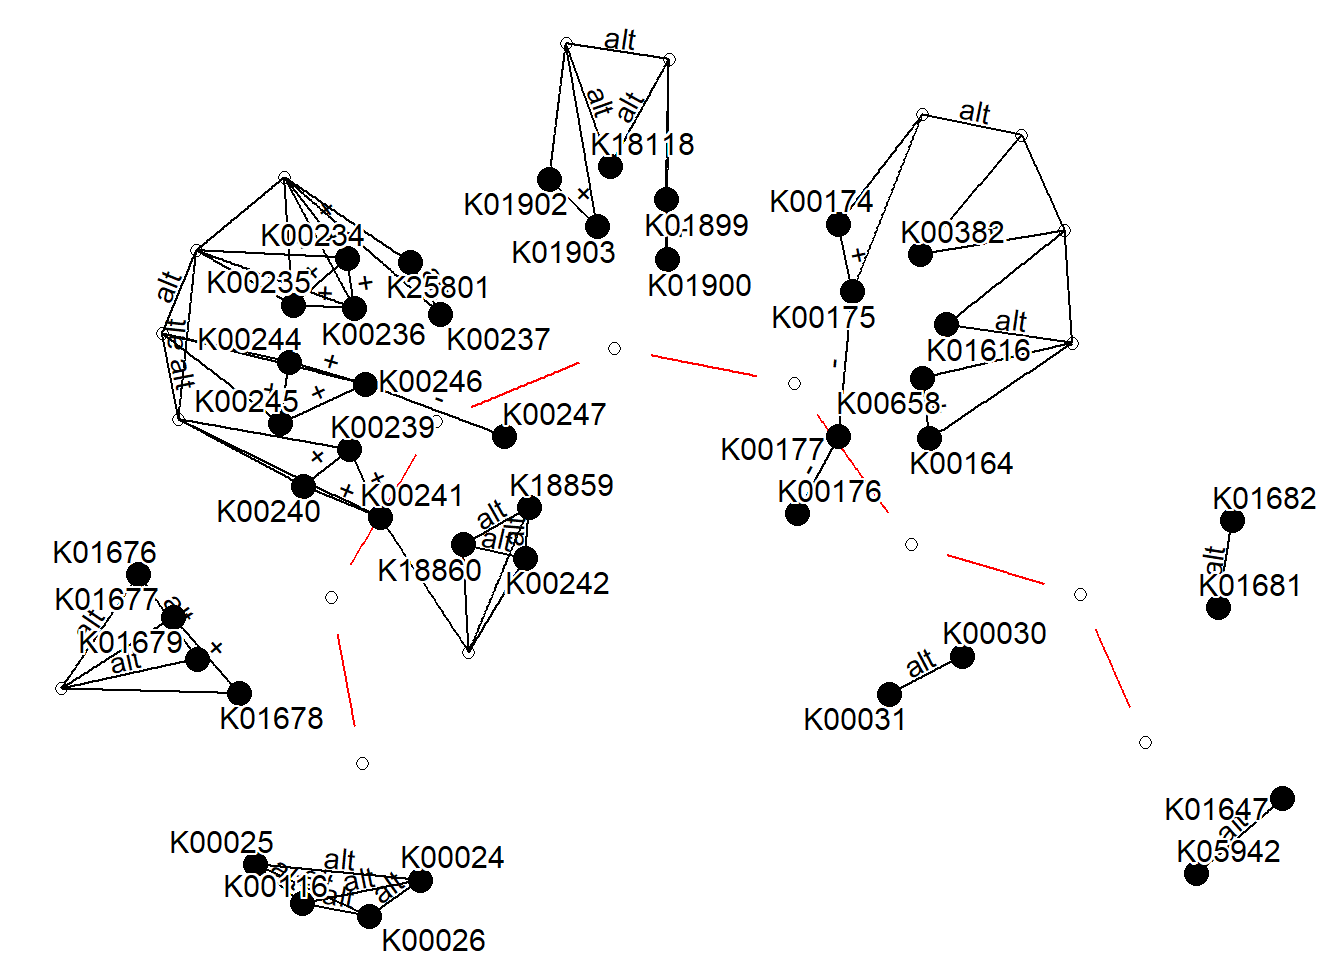 alt
alt
alt
K18118
K01902
×
K01903
K01899
K01900
alt
K00174
K00382
+
K00175
alt
K01616
-
K00658
-
K00177
K00164
-
K00176
+
K00234
K00235
×
+
+
K25801
K00236
K00237
alt
alt
alt
K00244
+
K00246
×
-
K00245
K00247
K00239
×
×
+
K00241
K00240
K18859
alt
alt
alt
K18860
K00242
K01676
K01677
alt
alt
K01679
×
alt
K01678
K01682
alt
K01681
K00030
alt
K00031
K01647
alt
K05942
K00025
alt
K00024
K00116
alt
alt
alt
K00026